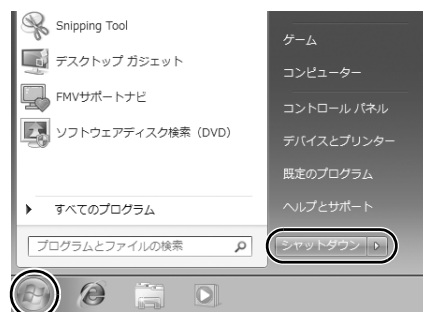 Snipping Tool
デスクトップ ガジェット
FMVサポートナビ
ソフトウェアディスク検索（DVD）
すべてのプログラム
プログラムとファイルの検索
ゲーム
コンピューター
コントロール パネル
デバイスとプリンター
既定のプログラム
ヘルプとサポート
シャットダウン